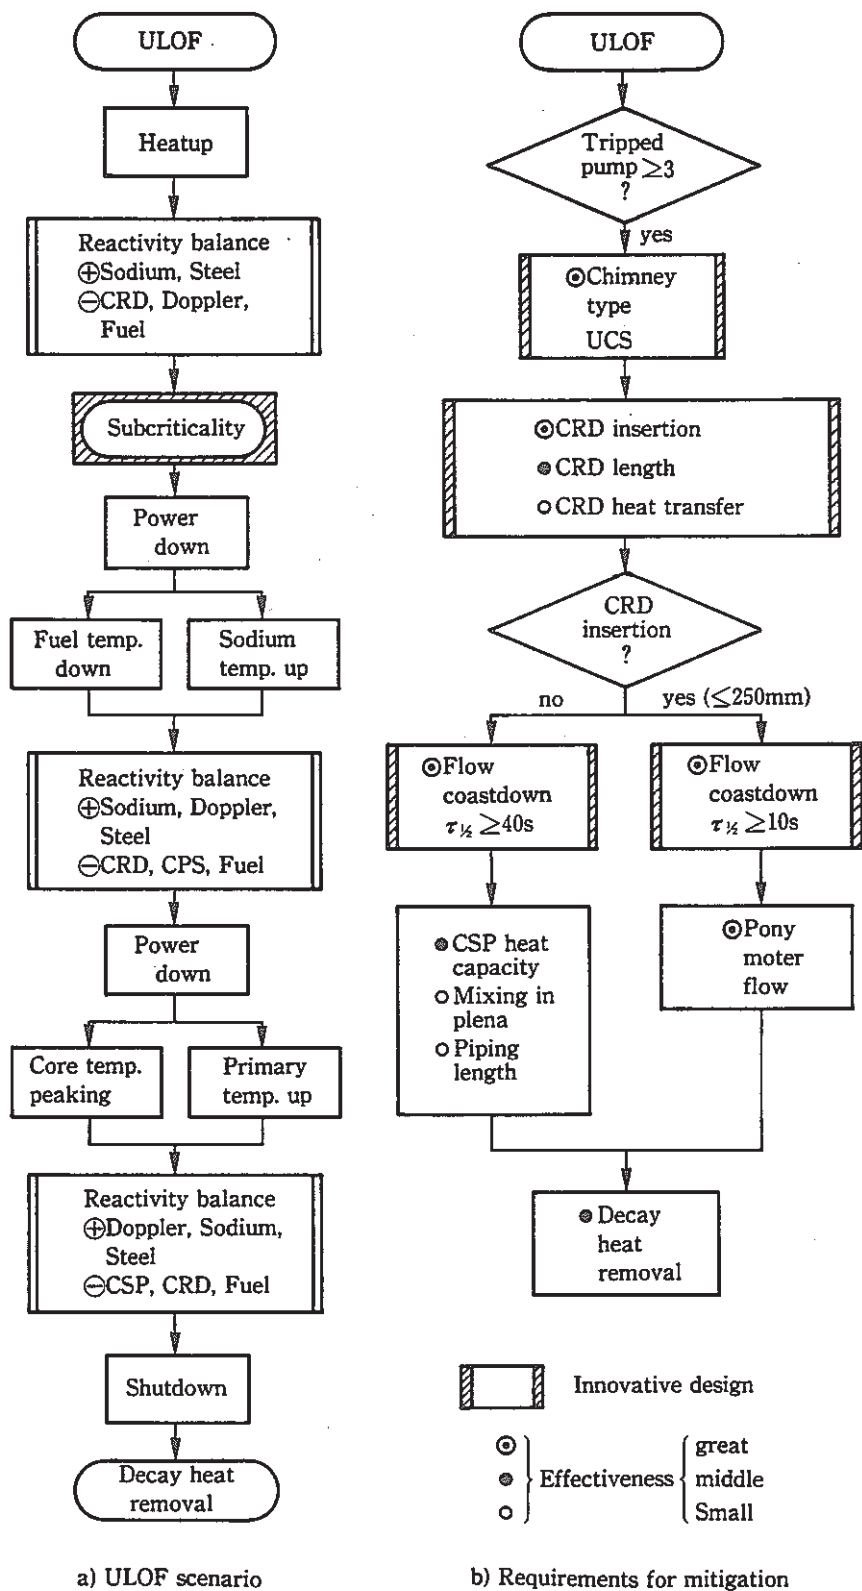 ULOF
Heatup
Reactivity balance
⊕Sodium, Steel
⊖CRD, Doppler,
Fuel
Subcriticality
Power
down
Fuel temp.
down
Sodium
temp. up
Reactivity balance
⊕Sodium, Doppler,
Steel
⊖CRD, CPS, Fuel
Power
down
Core temp.
peaking
Primary
temp. up
Reactivity balance
⊕Doppler, Sodium,
Steel
⊖CSP, CRD, Fuel
Shutdown
Decay heat
removal
a) ULOF scenario
ULOF
Tripped
pump ≥3
?
yes
⦿Chimney
type
UCS
⦿CRD insertion
●CRD length
○CRD heat transfer
CRD
insertion
?
no
yes (≤250mm)
⦿Flow
coastdown
τ½ ≥40s
⦿Flow
coastdown
τ½ ≥10s
●CSP heat
capacity
○Mixing in
plena
○Piping
length
⦿Pony
moter
flow
●Decay
heat
removal
Innovative design
⦿
●
○
Effectiveness
great
middle
Small
b) Requirements for mitigation